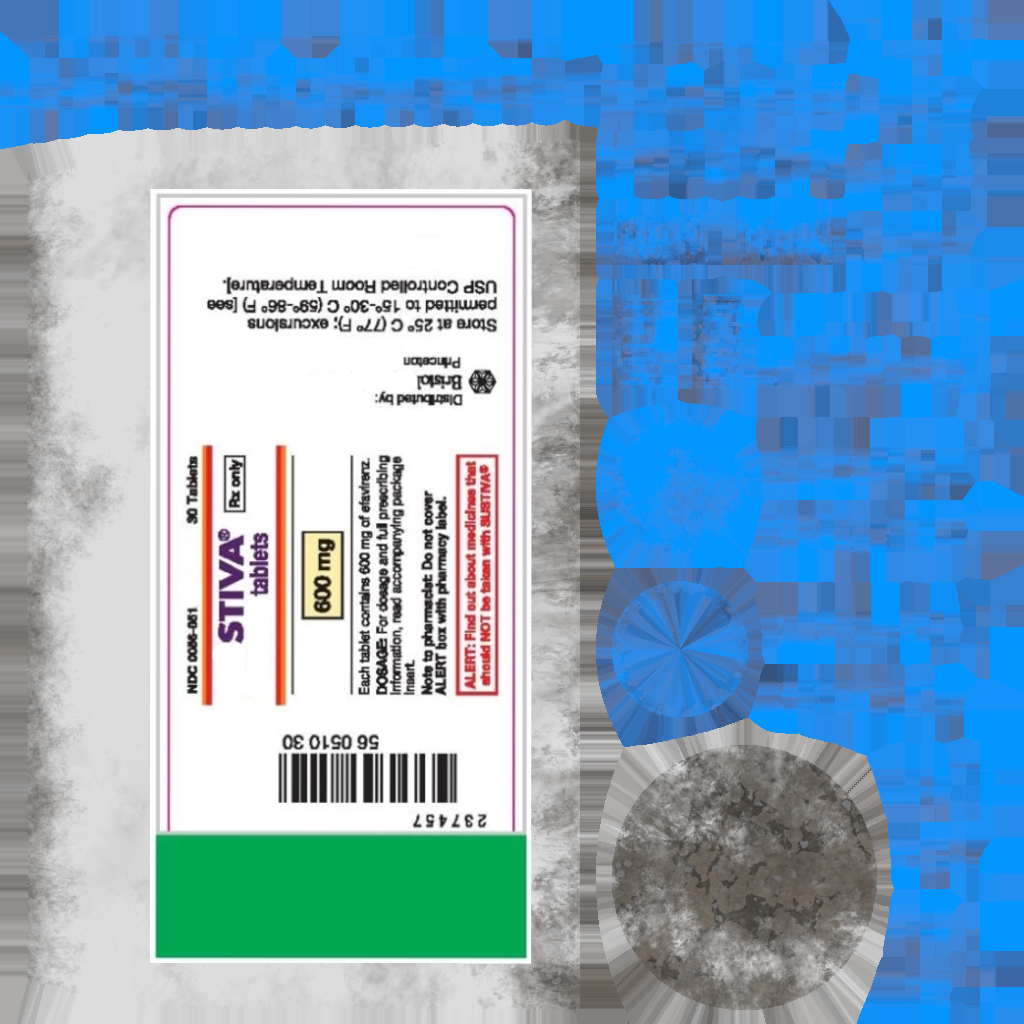 Store at 25° C (77° F); excursions
permitted to 15°-30° C (59°-86° F) [see
USP Controlled Room Temperature].
Distributed by:
Bristol
Princeton
NDC 0086-061
30 Tablets
STIVA®
tablets
Rx only
600 mg
Each tablet contains 600 mg of efavirenz.
DOSAGE: For dosage and full prescribing
information, read accompanying package
insert.
Note to pharmacist: Do not cover
ALERT box with pharmacy label.
ALERT: Find out about medicines that
should NOT be taken with SUSTIVA®
56 0510 30
237457